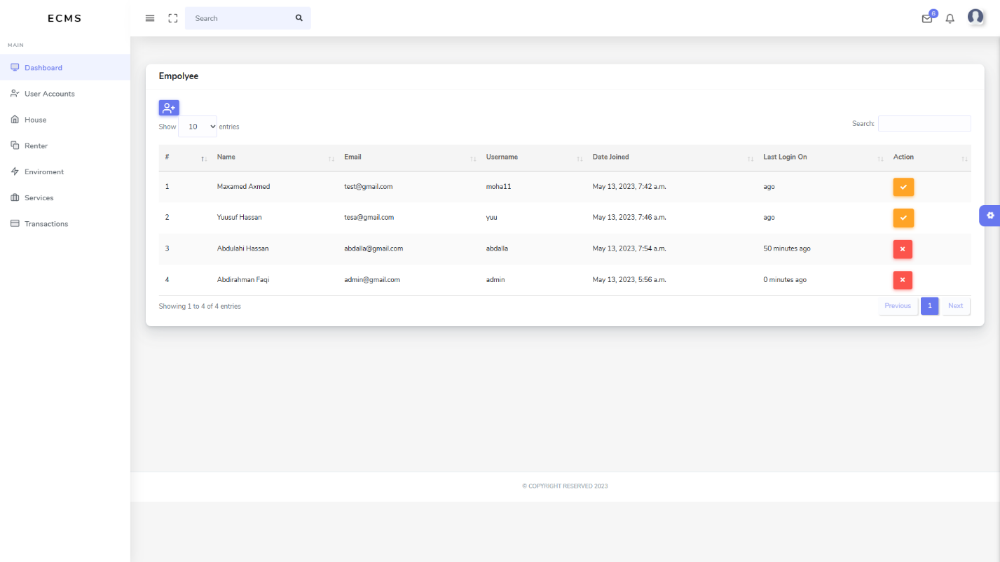 ECMS
Search
6
MAIN
Dashboard
User Accounts
House
Renter
Enviroment
Services
Transactions
Empolyee
Show 10 entries
Search:
# Name Email Username Date Joined Last Login On Action
1 Maxamed Axmed test@gmail.com moha11 May 13, 2023, 7:42 a.m. ago
2 Yuusuf Hassan tesa@gmail.com yuu May 13, 2023, 7:46 a.m. ago
3 Abdulahi Hassan abdalla@gmail.com abdalla May 13, 2023, 7:54 a.m. 50 minutes ago
4 Abdirahman Faqi admin@gmail.com admin May 13, 2023, 5:56 a.m. 0 minutes ago
Showing 1 to 4 of 4 entries
Previous 1 Next
© COPYRIGHT RESERVED 2023